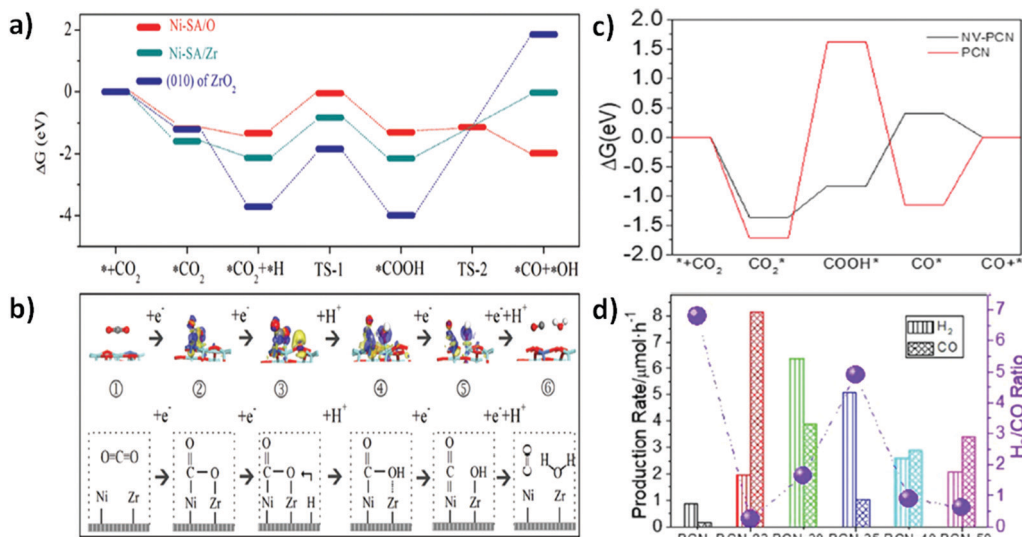 a)
2
0
-2
-4
ΔG (eV)
Ni-SA/O
Ni-SA/Zr
(010) of ZrO2
*+CO2 *CO2 *CO2+*H TS-1 *COOH TS-2 *CO+*OH
b)
+e- +e- +H+ +e- +e-+H+
① ② ③ ④ ⑤ ⑥
+e- +e- +H+ +e- +e-+H+
O=C=O
Ni Zr
O
C O
Ni Zr
O
C O
Ni Zr H
O
C OH
Ni Zr
O
C OH
Ni Zr
H H
O
Ni Zr
c)
2.0
1.5
1.0
0.5
0.0
-0.5
-1.0
-1.5
-2.0
ΔG(eV)
NV-PCN
PCN
*+CO2 CO2* COOH* CO* CO+*
d)
8
7
6
5
4
3
2
1
0
Production Rate/μmol·h-1
H2
CO
7
6
5
4
3
2
1
0
H2/CO Ratio